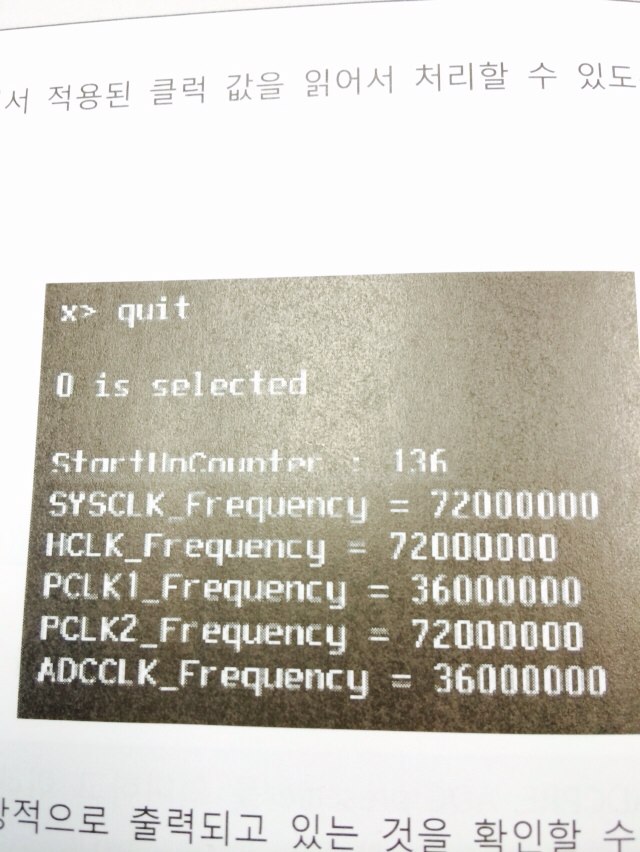 서 적용된 클럭 값을 읽어서 처리할 수 있도
x> quit
0 is selected
StartUpCounter : 136
SYSCLK_Frequency = 72000000
HCLK_Frequency = 72000000
PCLK1_Frequency = 36000000
PCLK2_Frequency = 72000000
ADCCLK_Frequency = 36000000
상적으로 출력되고 있는 것을 확인할 수